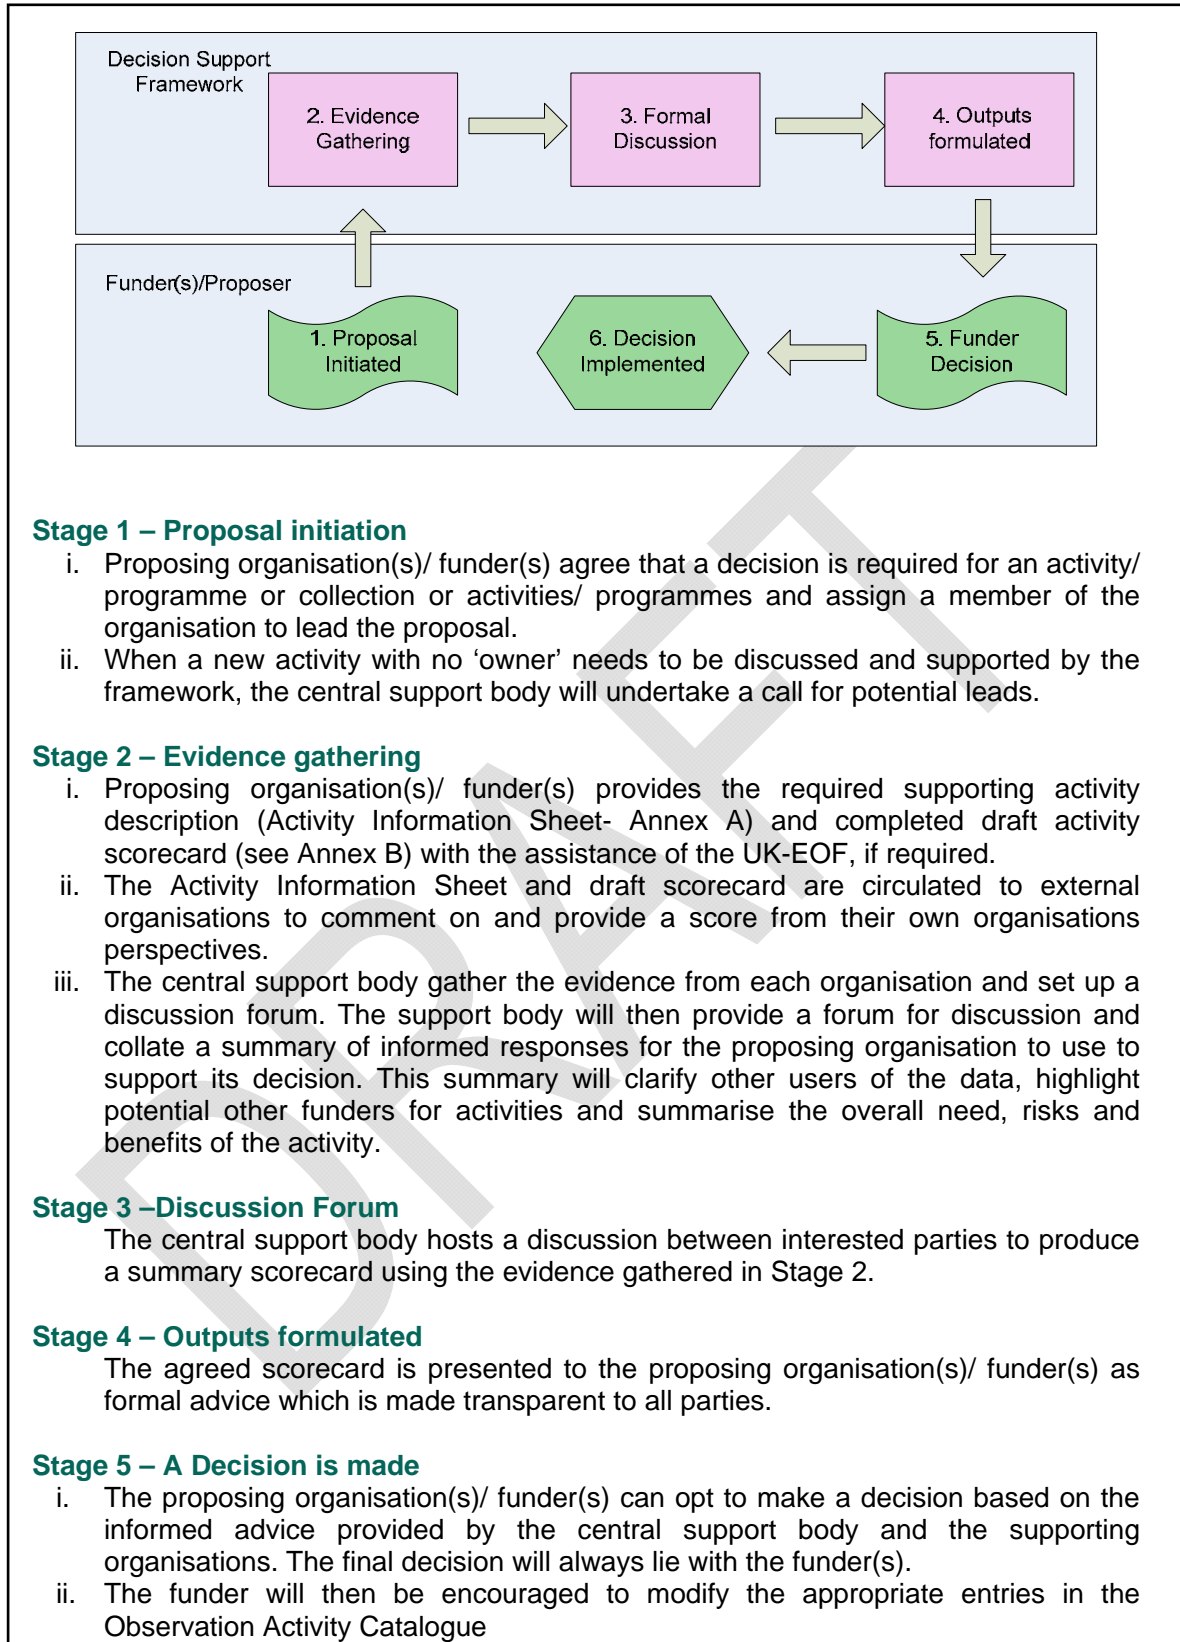 Decision Support
Framework
2. Evidence
Gathering
3. Formal
Discussion
4. Outputs
formulated
Funder(s)/Proposer
1. Proposal
Initiated
6. Decision
Implemented
5. Funder
Decision
DRAFT
Stage 1 – Proposal initiation
i. Proposing organisation(s)/ funder(s) agree that a decision is required for an activity/
programme or collection or activities/ programmes and assign a member of the
organisation to lead the proposal.
ii. When a new activity with no ‘owner’ needs to be discussed and supported by the
framework, the central support body will undertake a call for potential leads.
Stage 2 – Evidence gathering
i. Proposing organisation(s)/ funder(s) provides the required supporting activity
description (Activity Information Sheet- Annex A) and completed draft activity
scorecard (see Annex B) with the assistance of the UK-EOF, if required.
ii. The Activity Information Sheet and draft scorecard are circulated to external
organisations to comment on and provide a score from their own organisations
perspectives.
iii. The central support body gather the evidence from each organisation and set up a
discussion forum. The support body will then provide a forum for discussion and
collate a summary of informed responses for the proposing organisation to use to
support its decision. This summary will clarify other users of the data, highlight
potential other funders for activities and summarise the overall need, risks and
benefits of the activity.
Stage 3 –Discussion Forum
The central support body hosts a discussion between interested parties to produce
a summary scorecard using the evidence gathered in Stage 2.
Stage 4 – Outputs formulated
The agreed scorecard is presented to the proposing organisation(s)/ funder(s) as
formal advice which is made transparent to all parties.
Stage 5 – A Decision is made
i. The proposing organisation(s)/ funder(s) can opt to make a decision based on the
informed advice provided by the central support body and the supporting
organisations. The final decision will always lie with the funder(s).
ii. The funder will then be encouraged to modify the appropriate entries in the
Observation Activity Catalogue